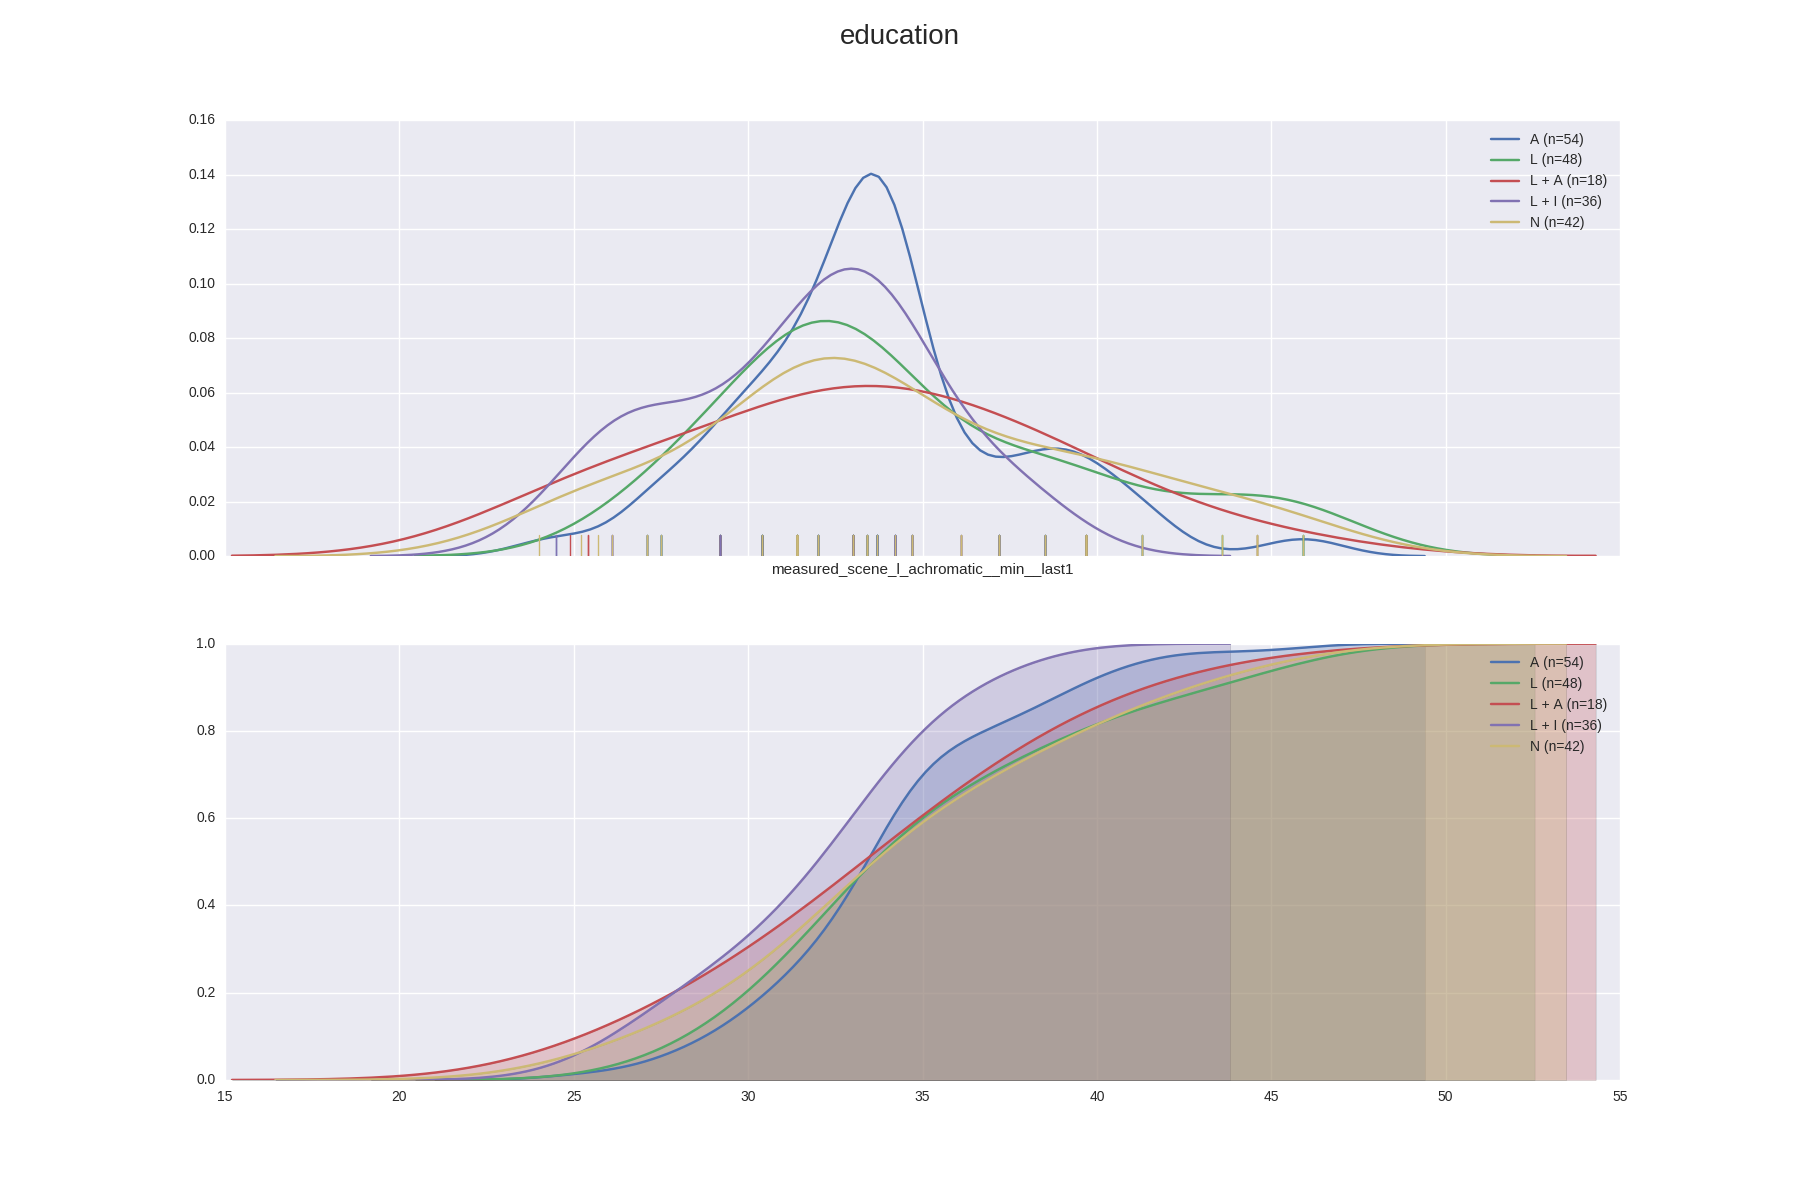 education
0.16
0.14
0.12
0.10
0.08
0.06
0.04
0.02
0.00
A (n=54)
L (n=48)
L + A (n=18)
L + I (n=36)
N (n=42)
measured_scene_l_achromatic__min__last1
1.0
0.8
0.6
0.4
0.2
0.0
A (n=54)
L (n=48)
L + A (n=18)
L + I (n=36)
N (n=42)
15 20 25 30 35 40 45 50 55